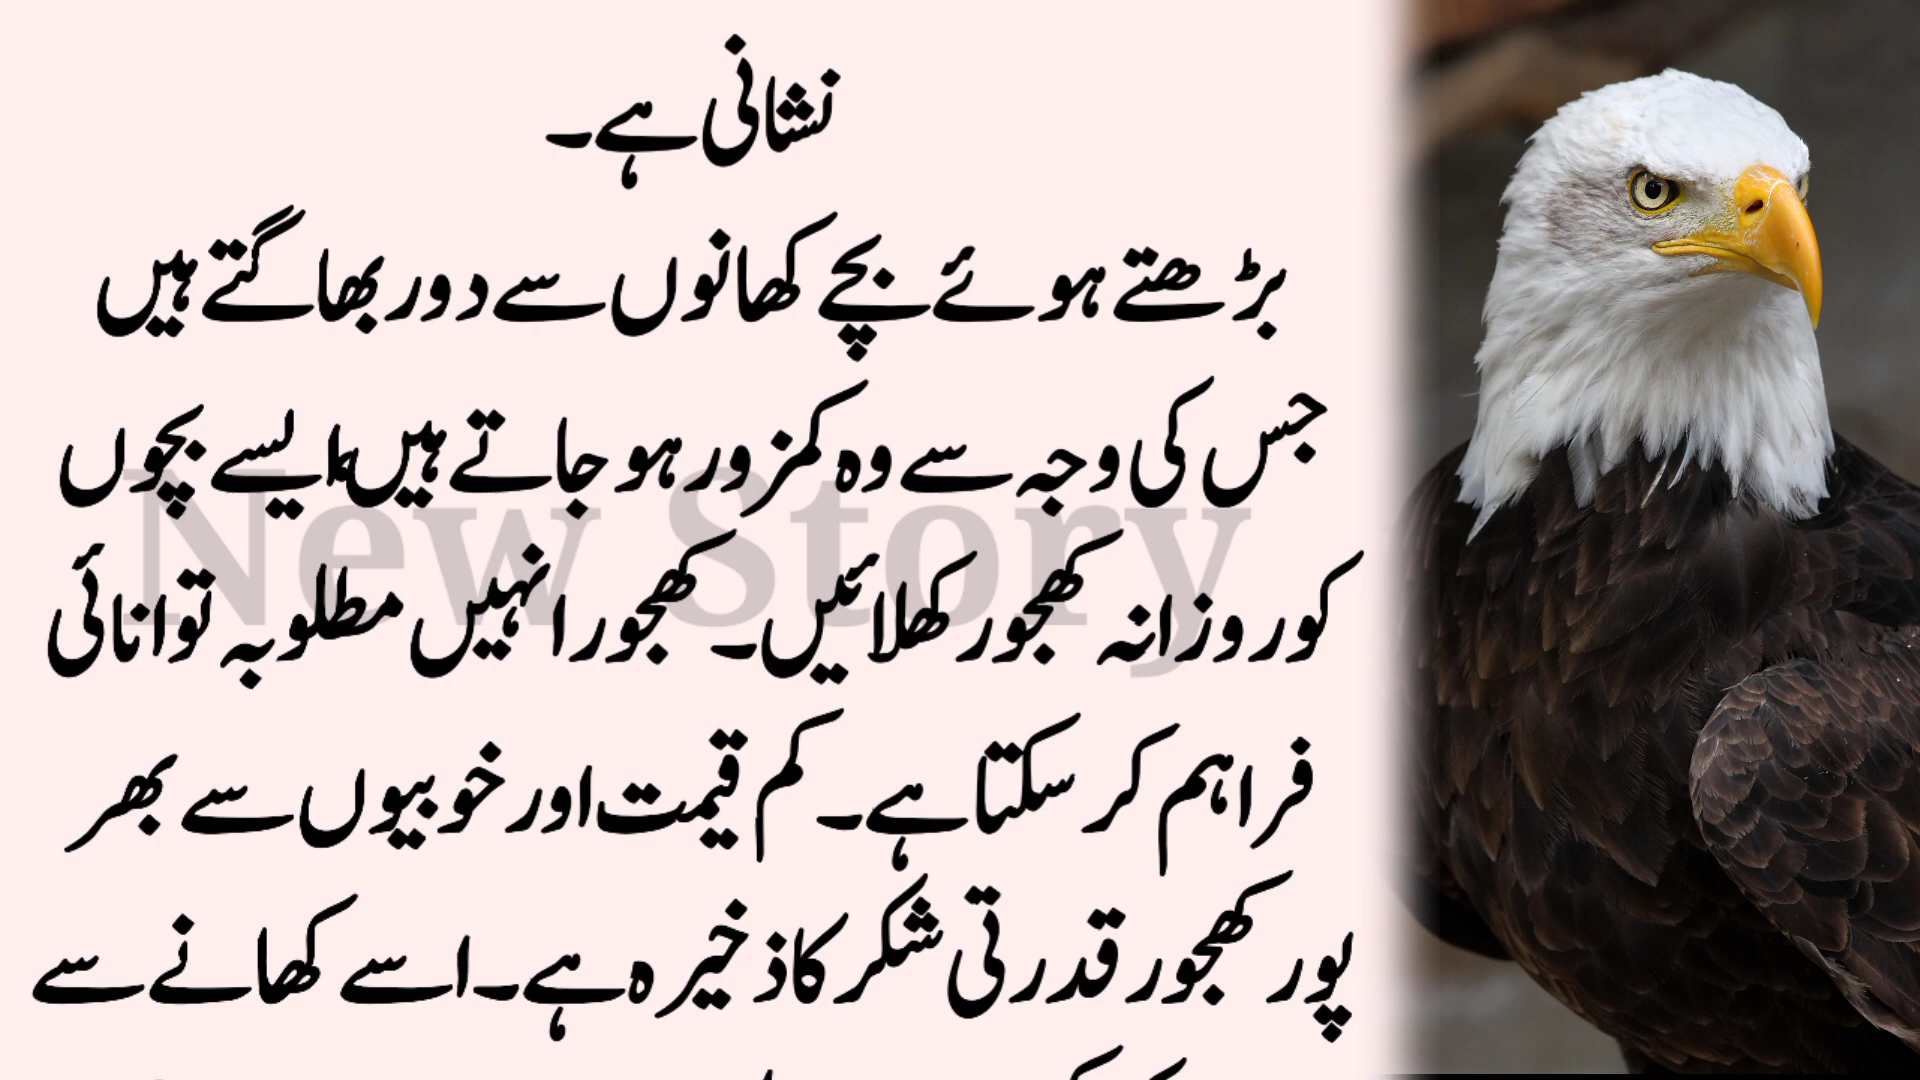 نشانی ہے۔
بڑھتے ہوئے بچے کھانوں سے دور بھاگتے ہیں
جس کی وجہ سے وہ کمزور ہو جاتے ہیں، ایسے بچوں
New Story
کو روزانہ کھجور کھلائیں۔ کھجور انہیں مطلوبہ توانائی
فراہم کر سکتا ہے۔ کم قیمت اور خوبیوں سے بھر
پور کھجور قدرتی شکر کا ذخیرہ ہے۔ اسے کھانے سے